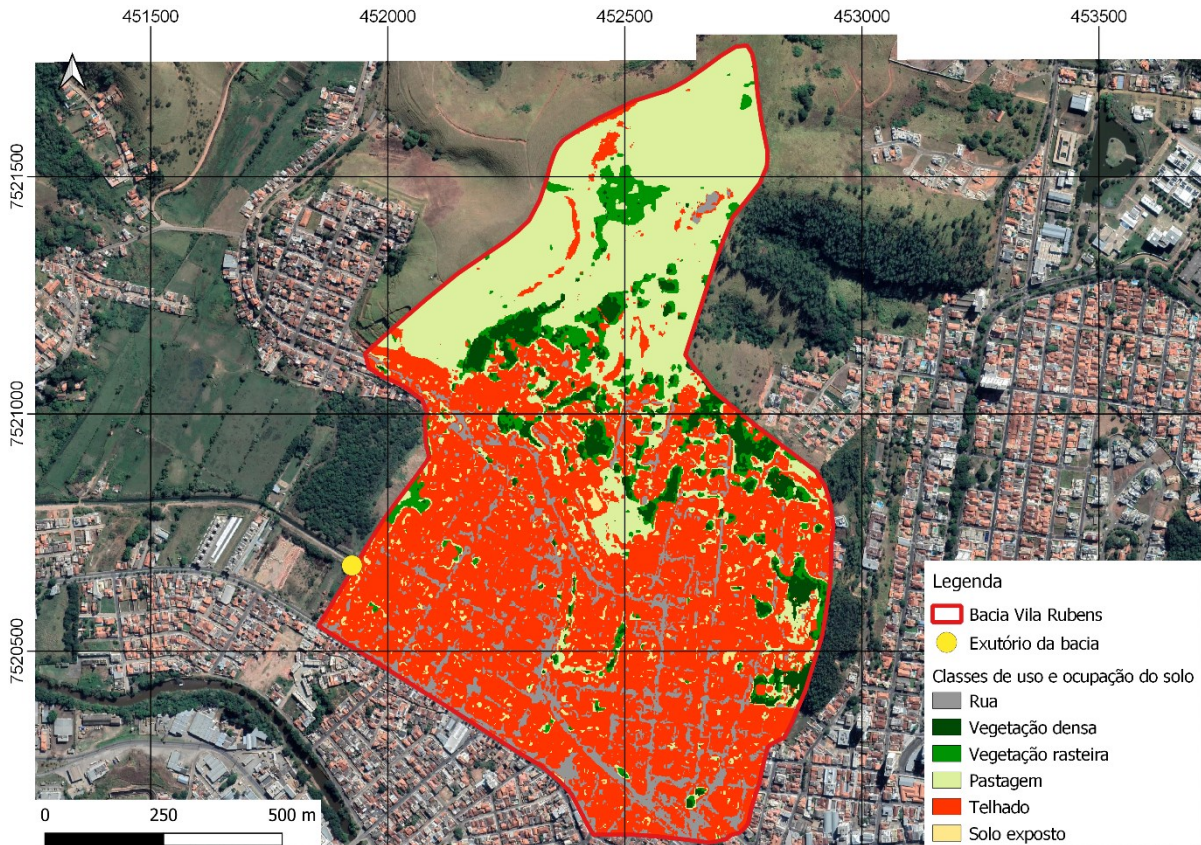 451500 452000 452500 453000 453500
7521500
7521000
7520500
Legenda
Bacia Vila Rubens
Exutório da bacia
Classes de uso e ocupação do solo
Rua
Vegetação densa
Vegetação rasteira
Pastagem
Telhado
Solo exposto
0 250 500 m